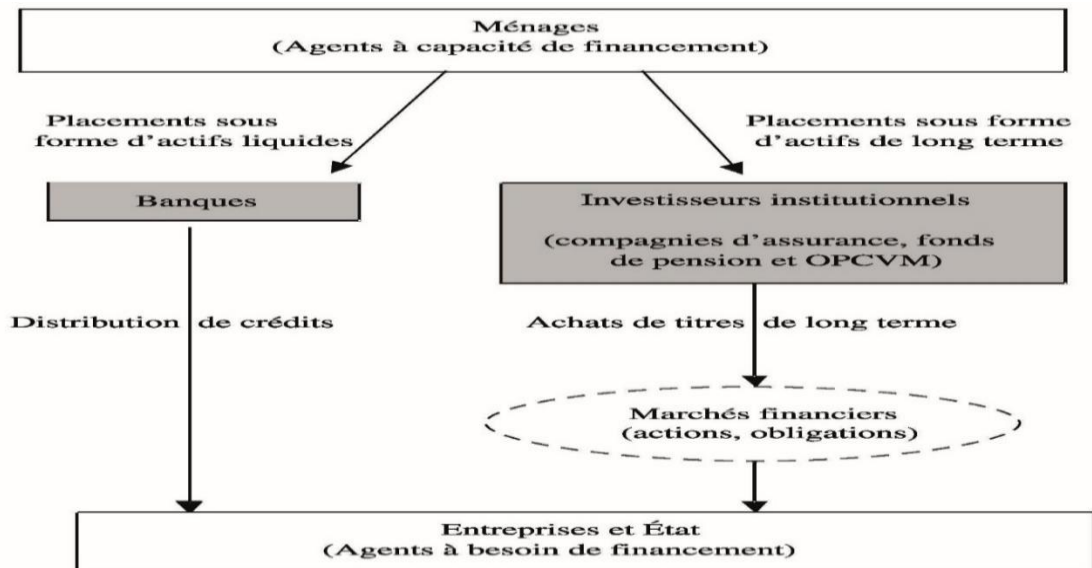 Ménages
(Agents à capacité de financement)
Placements sous
forme d'actifs liquides
Placements sous forme
d'actifs de long terme
Banques
Investisseurs institutionnels
(compagnies d'assurance, fonds
de pension et OPCVM)
Distribution de crédits
Achats de titres de long terme
Marchés financiers
(actions, obligations)
Entreprises et État
(Agents à besoin de financement)